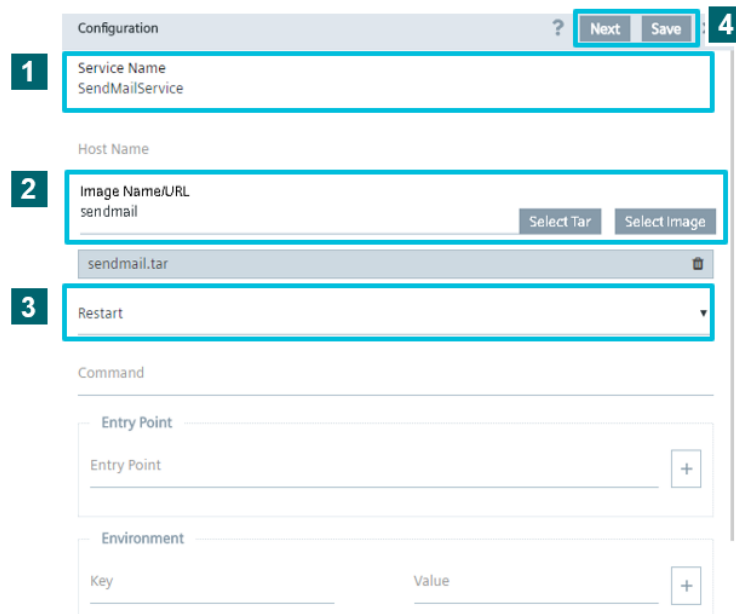 Configuration ? Next Save 4
1
Service Name
SendMailService
Host Name
2
Image Name/URL
sendmail
Select Tar Select Image
sendmail.tar
3
Restart
Command
Entry Point
Entry Point +
Environment
Key Value +